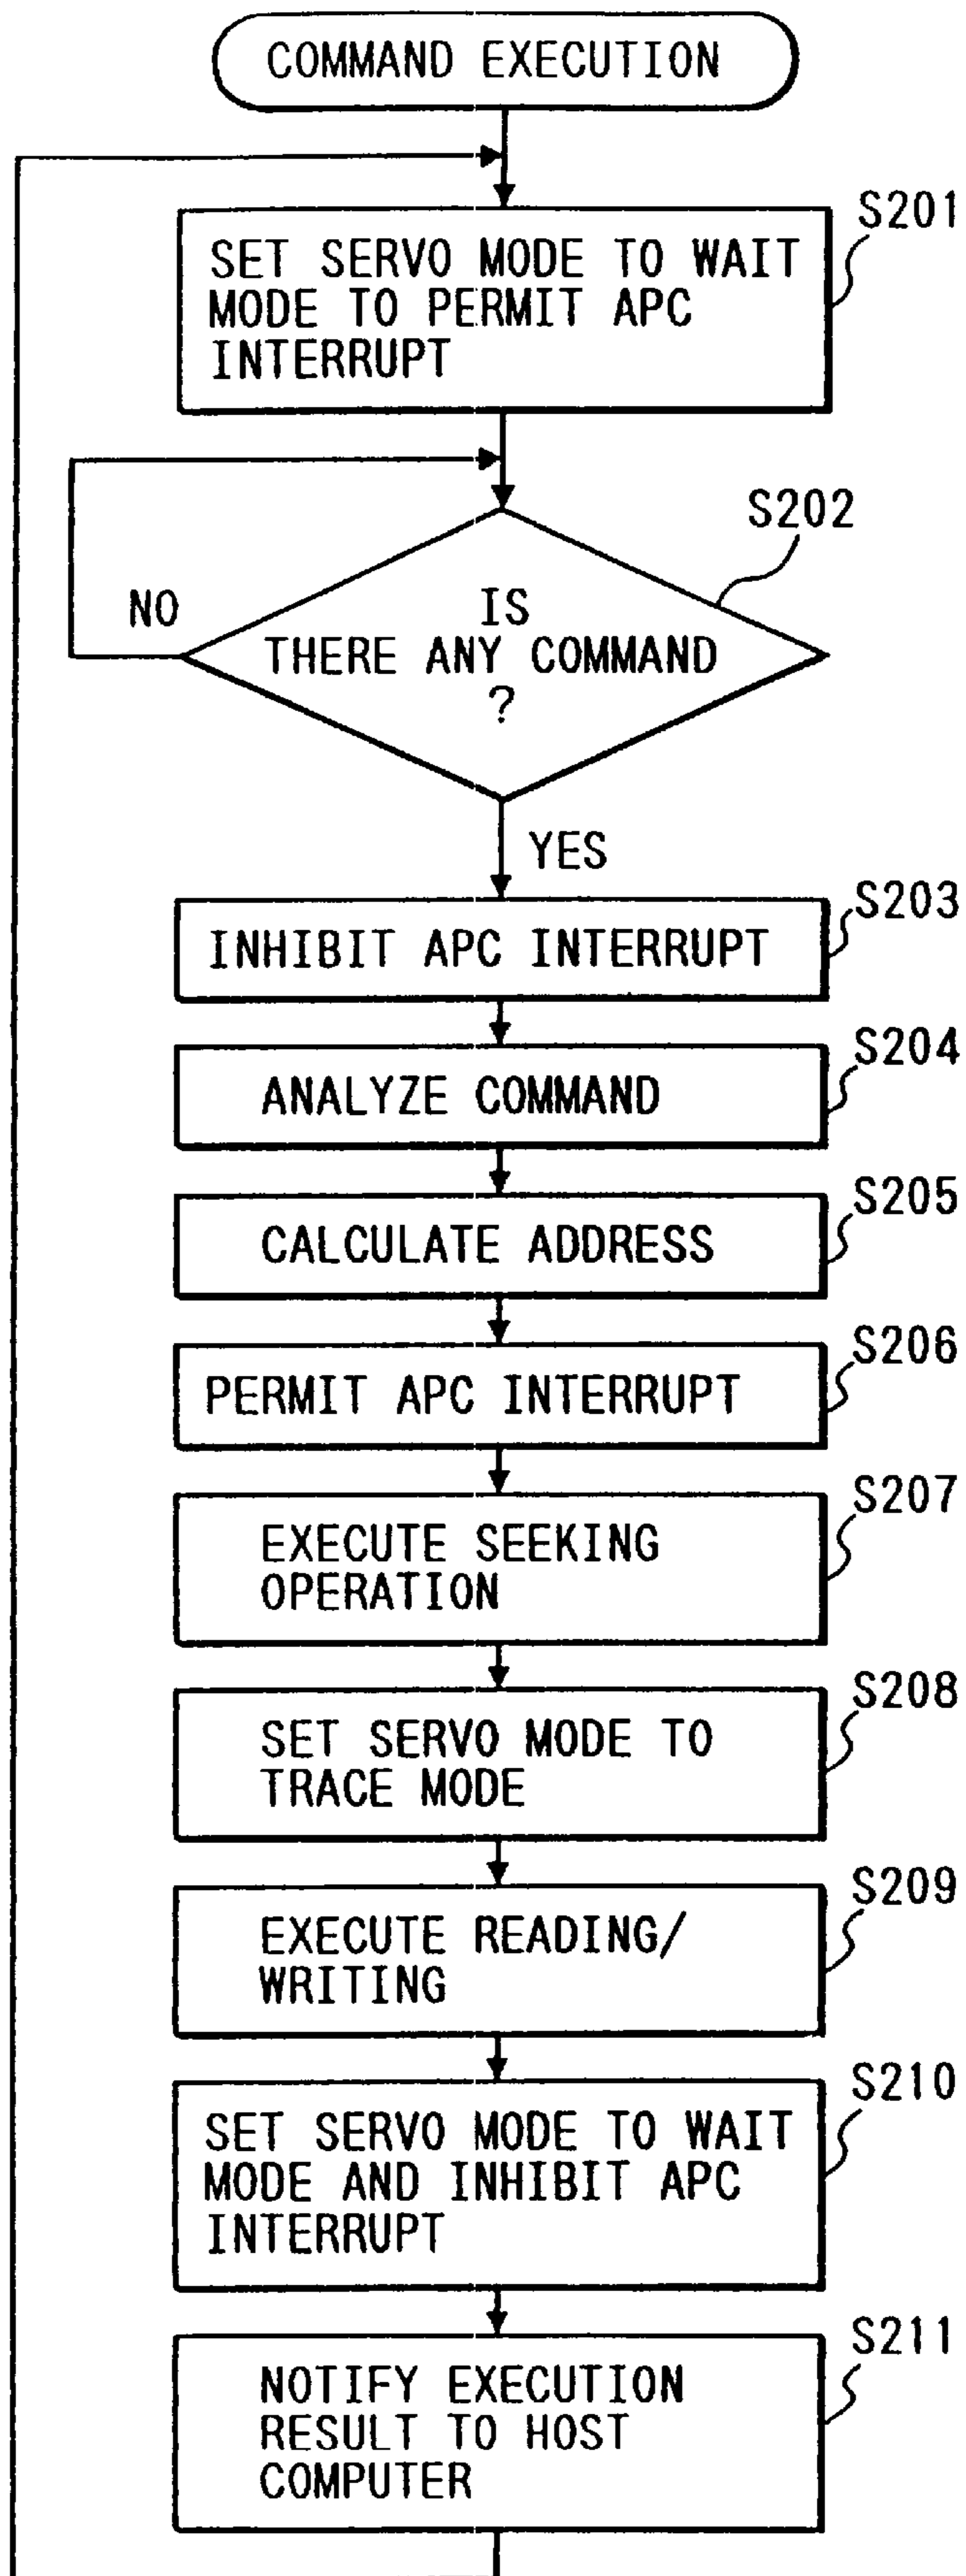 COMMAND EXECUTION
S201
SET SERVO MODE TO WAIT
MODE TO PERMIT APC
INTERRUPT
S202
NO
IS
THERE ANY COMMAND
?
YES
S203
INHIBIT APC INTERRUPT
S204
ANALYZE COMMAND
S205
CALCULATE ADDRESS
S206
PERMIT APC INTERRUPT
S207
EXECUTE SEEKING
OPERATION
S208
SET SERVO MODE TO
TRACE MODE
S209
EXECUTE READING/
WRITING
S210
SET SERVO MODE TO WAIT
MODE AND INHIBIT APC
INTERRUPT
S211
NOTIFY EXECUTION
RESULT TO HOST
COMPUTER